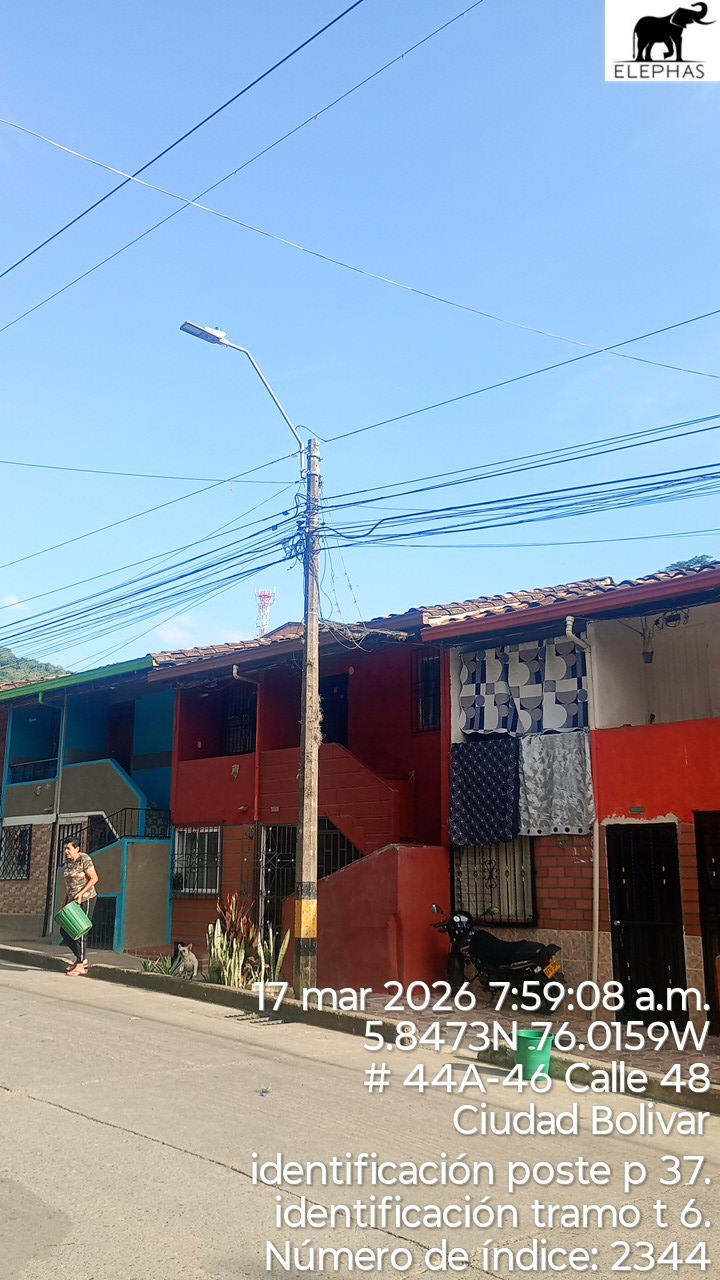 ELEPHAS
17 mar 2026 7:59:08 a.m.
5.8473N 76.0159W
# 44A-46 Calle 48
Ciudad Bolivar
identificación poste p 37.
identificación tramo t 6.
Número de índice: 2344